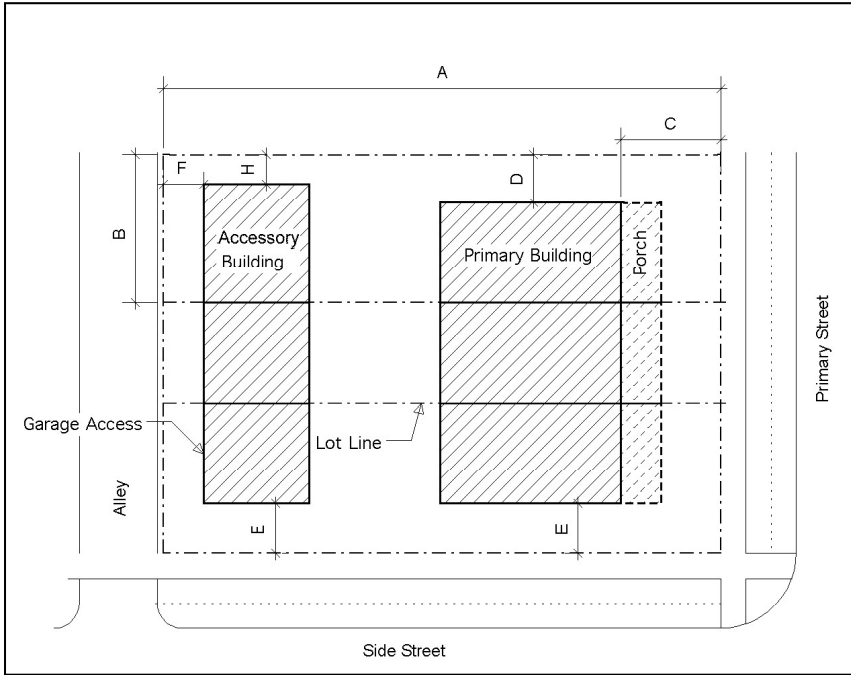 A
C
F
H
D
B
Accessory
Building
Primary Building
Porch
Primary Street
Garage Access
Lot Line
Alley
E
E
Side Street